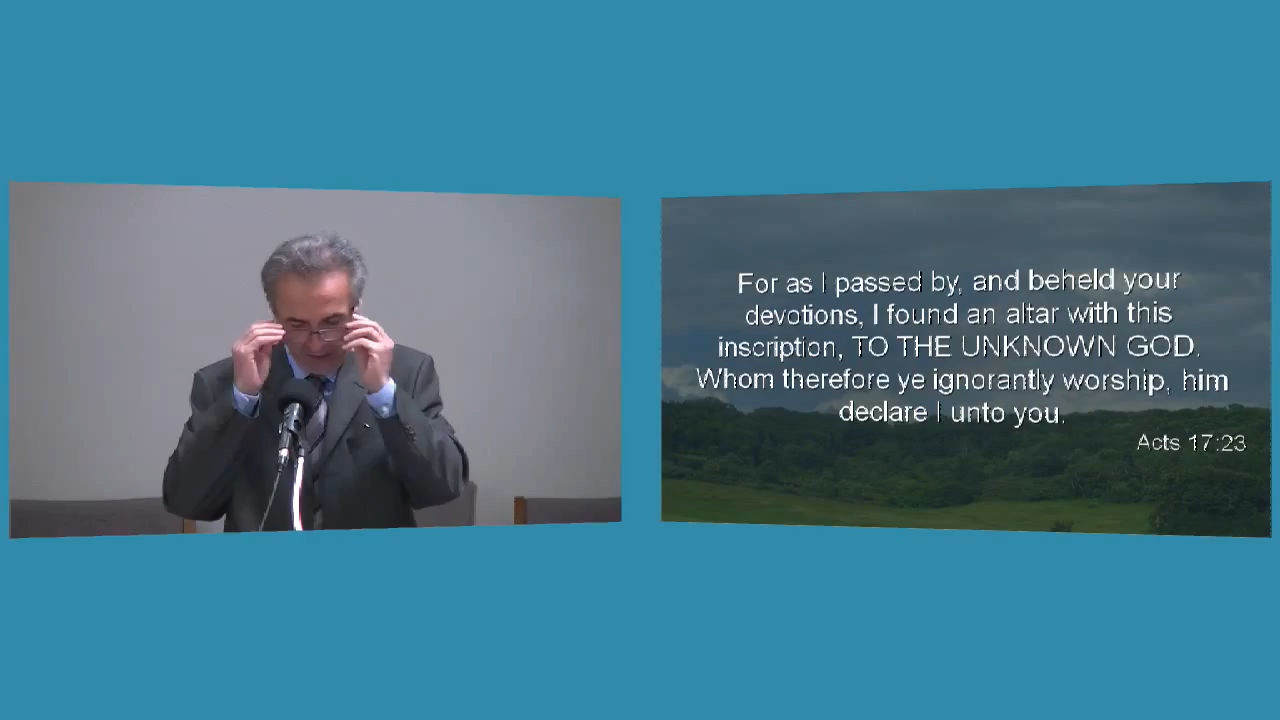 For as I passed by, and beheld your
devotions, I found an altar with this
inscription, TO THE UNKNOWN GOD.
Whom therefore ye ignorantly worship, him
declare I unto you.
Acts 17:23